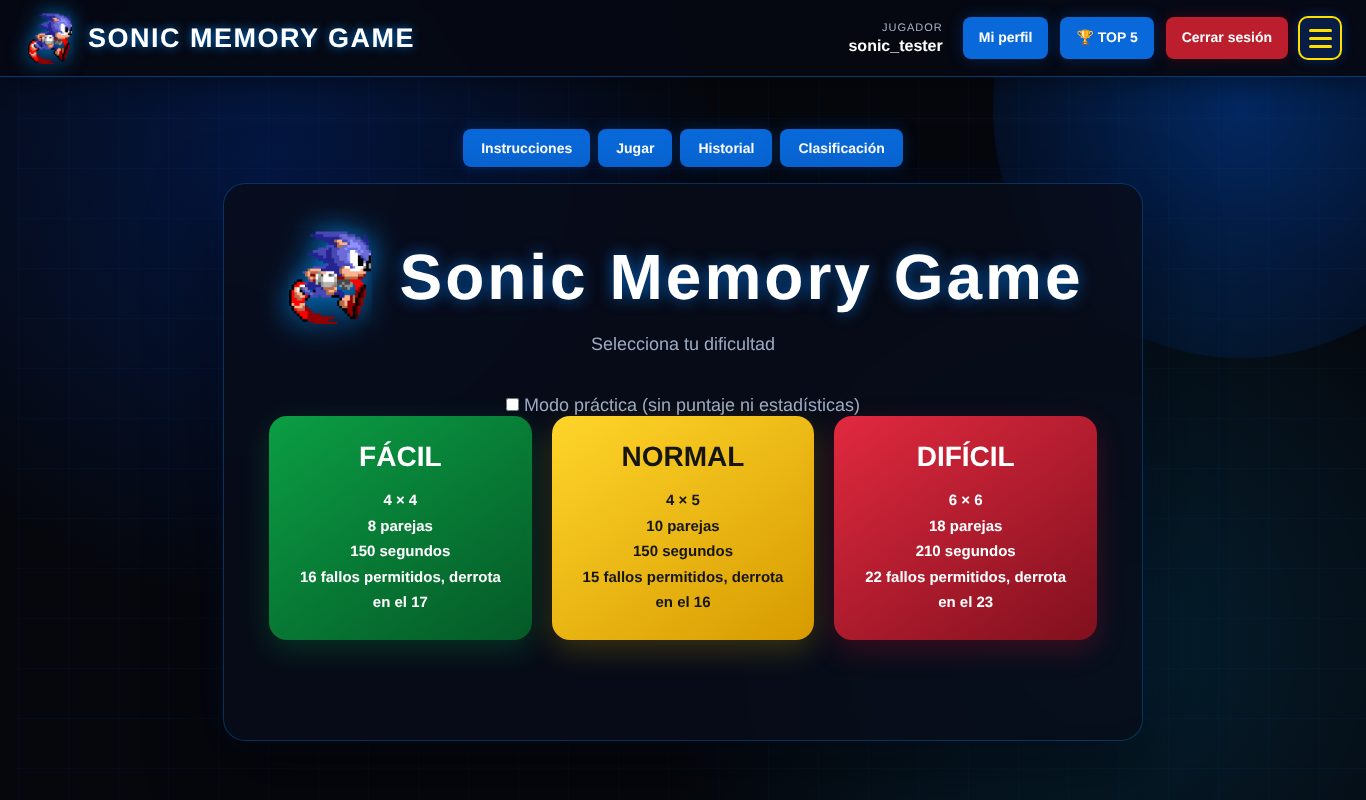 SONIC MEMORY GAME
JUGADOR
sonic_tester
Mi perfil
🏆 TOP 5
Cerrar sesión
Instrucciones
Jugar
Historial
Clasificación
Sonic Memory Game
Selecciona tu dificultad
Modo práctica (sin puntaje ni estadísticas)
FÁCIL
4 × 4
8 parejas
150 segundos
16 fallos permitidos, derrota
en el 17
NORMAL
4 × 5
10 parejas
150 segundos
15 fallos permitidos, derrota
en el 16
DIFÍCIL
6 × 6
18 parejas
210 segundos
22 fallos permitidos, derrota
en el 23